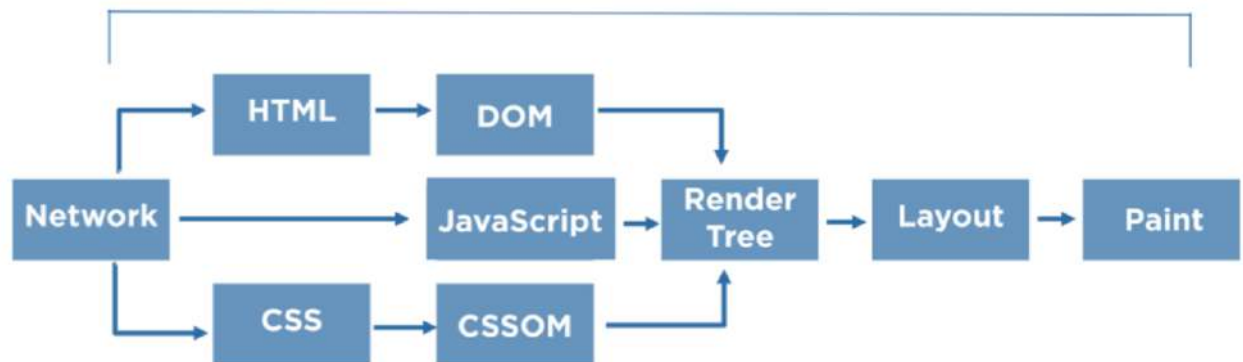 HTML
DOM
Network
JavaScript
Render
Tree
Layout
Paint
CSS
CSSOM